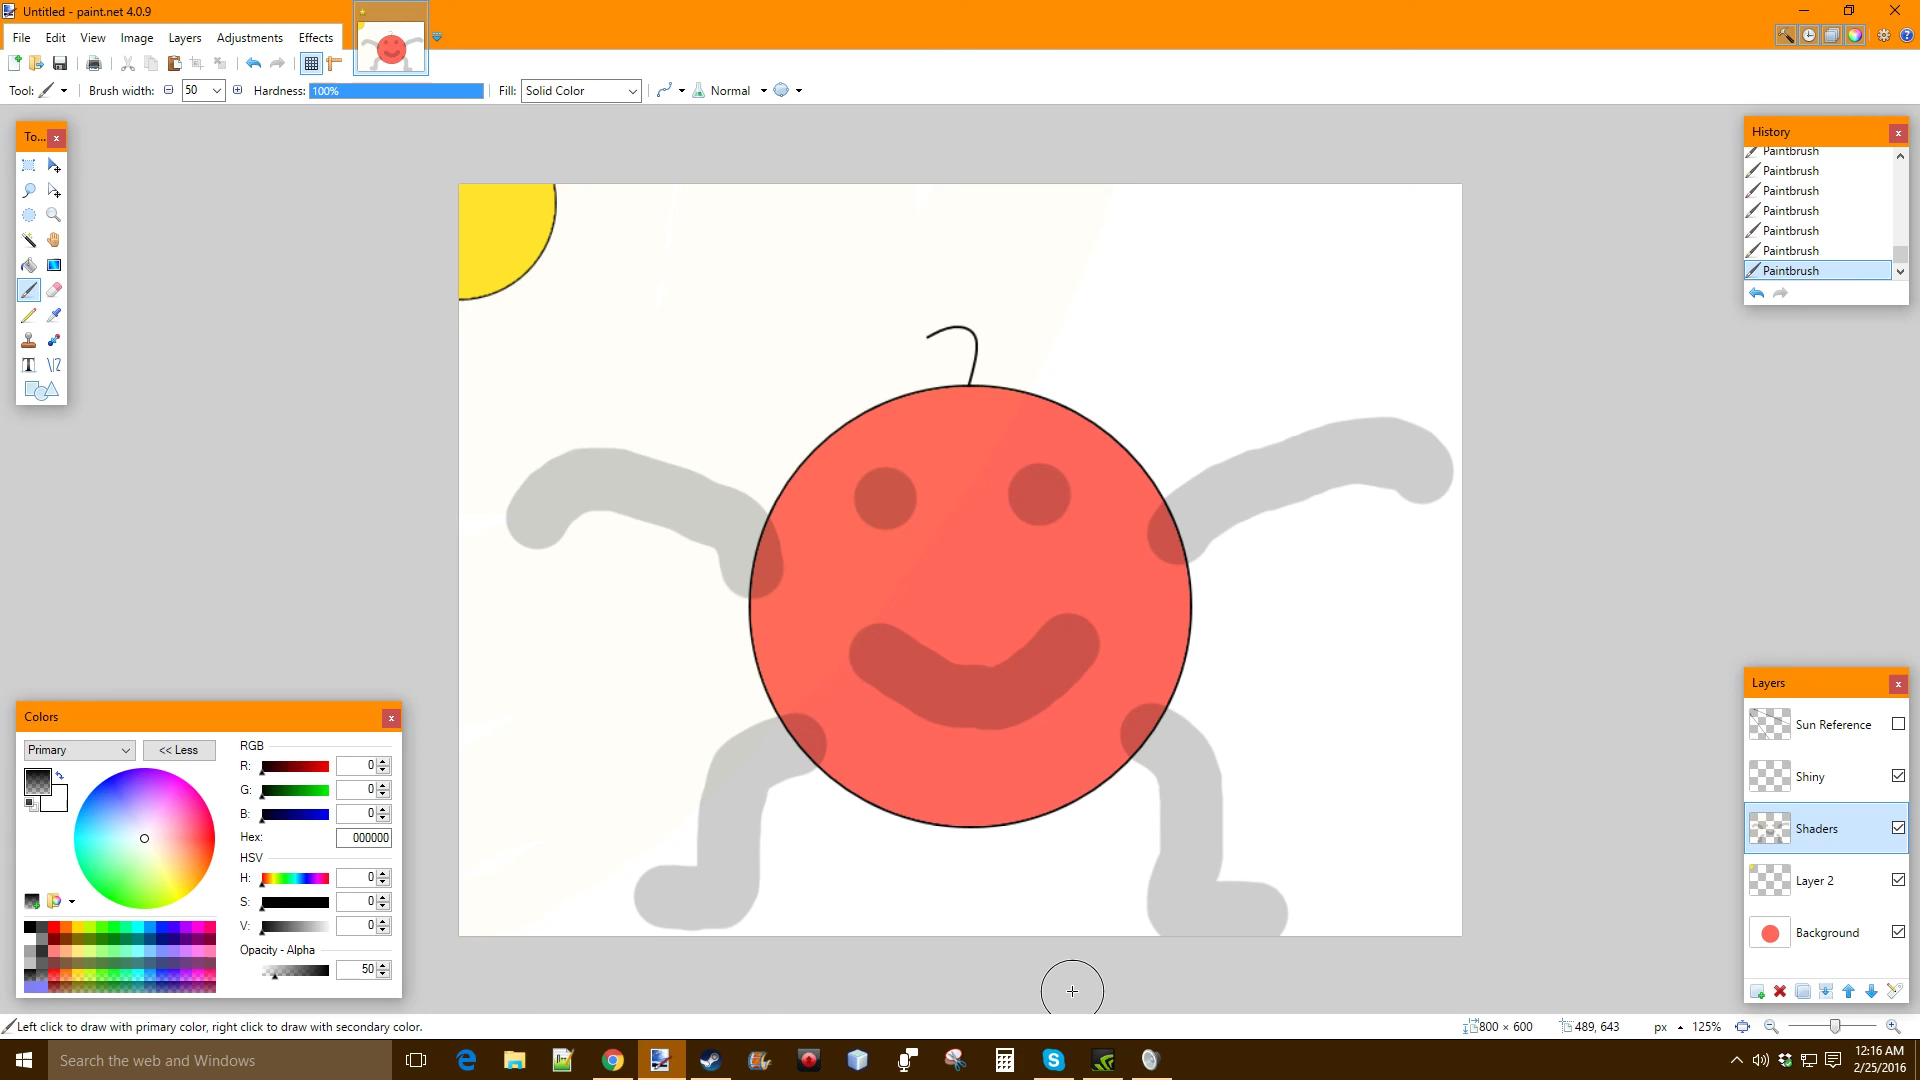 Untitled - paint.net 4.0.9
File Edit View Image Layers Adjustments Effects
Tool: Brush width: 50 Hardness: 100% Fill: Solid Color Normal
To...
History
Paintbrush
Paintbrush
Paintbrush
Paintbrush
Paintbrush
Paintbrush
Paintbrush
Colors
Primary << Less
RGB
R: 0
G: 0
B: 0
Hex: 000000
HSV
H: 0
S: 0
V: 0
Opacity - Alpha
50
Layers
Sun Reference
Shiny
Shaders
Layer 2
Background
Left click to draw with primary color, right click to draw with secondary color.
800 × 600 489, 643 px 125%
Search the web and Windows
12:16 AM
2/25/2016